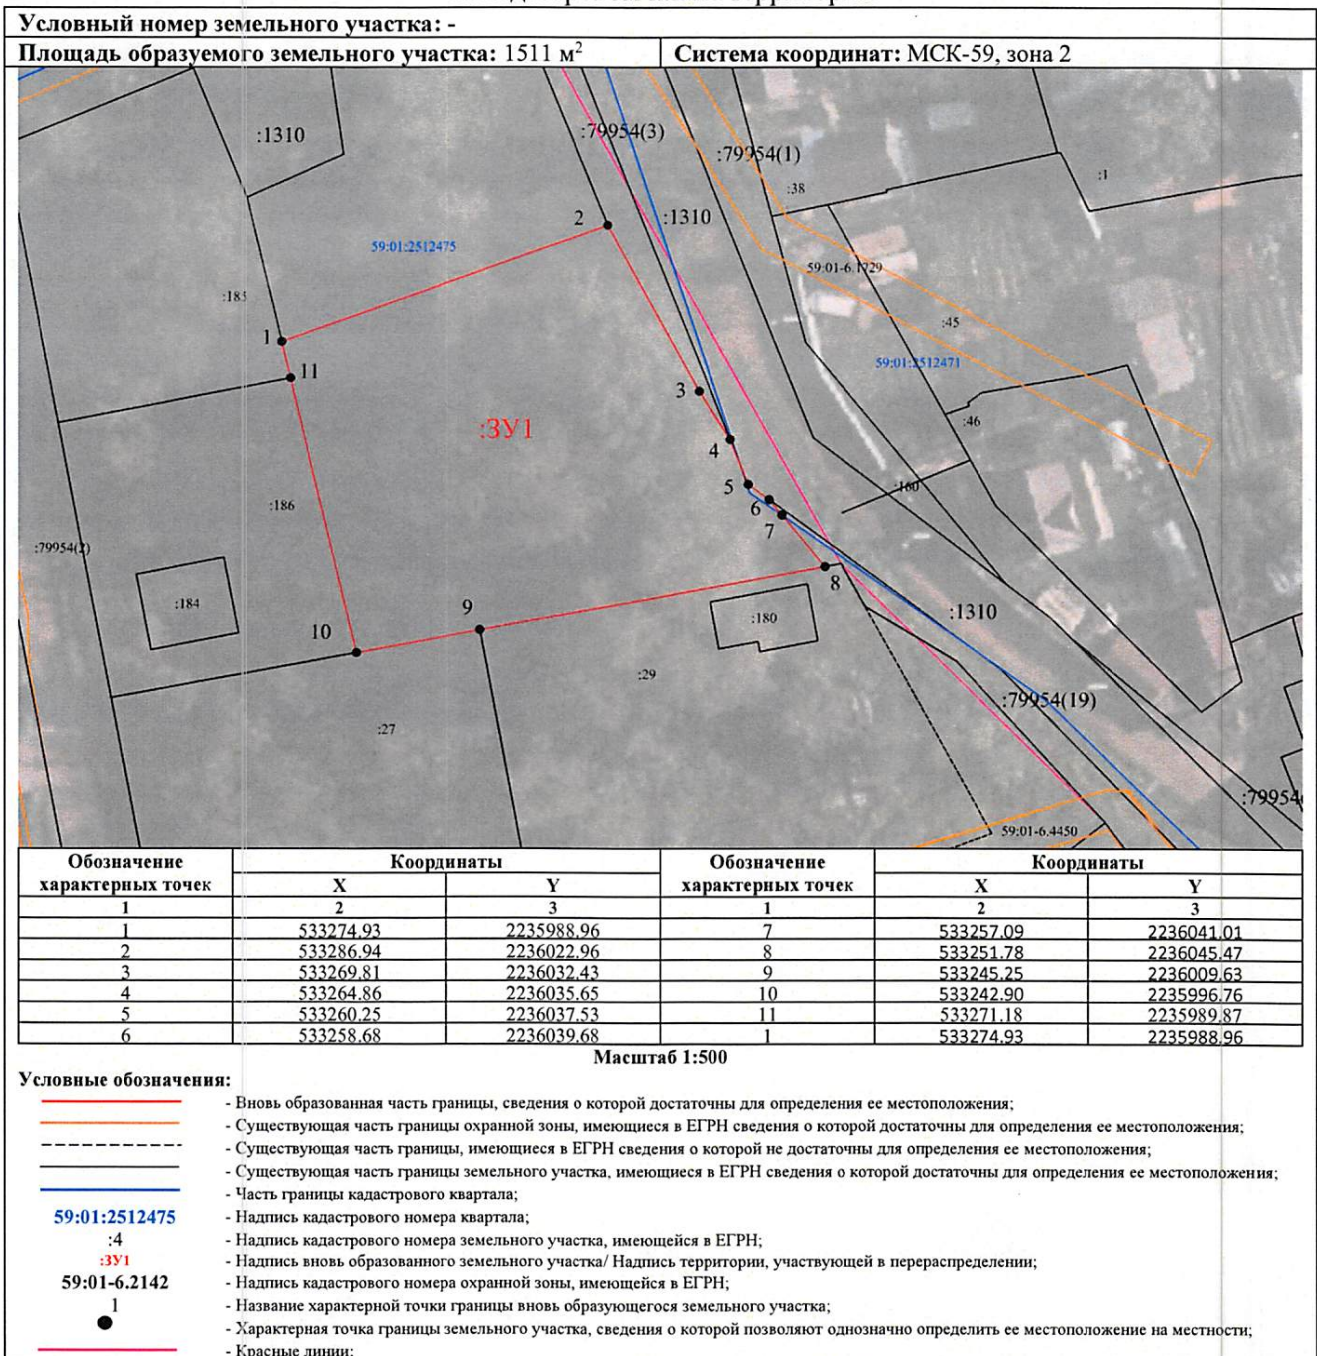 Условный номер земельного участка: -
Площадь образуемого земельного участка: 1511 м² Система координат: МСК-59, зона 2
:1310
:79954(3)
:79954(1)
:38
:1
2
:1310
59:01:2512475
59:01-6.1729
:185
:45
1
59:01:2512471
11
3
:ЗУ1
:46
4
5
:160
:186
6
7
:79954(2)
8
:184
9
:180
:1310
10
:29
:79954(19)
:27
:79954(
59:01-6.4450
Обозначение характерных точек Координаты Обозначение характерных точек Координаты
X Y X Y
1 2 3 1 2 3
1 533274.93 2235988.96 7 533257.09 2236041.01
2 533286.94 2236022.96 8 533251.78 2236045.47
3 533269.81 2236032.43 9 533245.25 2236009.63
4 533264.86 2236035.65 10 533242.90 2235996.76
5 533260.25 2236037.53 11 533271.18 2235989.87
6 533258.68 2236039.68 1 533274.93 2235988.96
Масштаб 1:500
Условные обозначения:
- Вновь образованная часть границы, сведения о которой достаточны для определения ее местоположения;
- Существующая часть границы охранной зоны, имеющиеся в ЕГРН сведения о которой достаточны для определения ее местоположения;
- Существующая часть границы, имеющиеся в ЕГРН сведения о которой не достаточны для определения ее местоположения;
- Существующая часть границы земельного участка, имеющиеся в ЕГРН сведения о которой достаточны для определения ее местоположения;
- Часть границы кадастрового квартала;
59:01:2512475 - Надпись кадастрового номера квартала;
:4 - Надпись кадастрового номера земельного участка, имеющейся в ЕГРН;
:ЗУ1 - Надпись вновь образованного земельного участка/ Надпись территории, участвующей в перераспределении;
59:01-6.2142 - Надпись кадастрового номера охранной зоны, имеющейся в ЕГРН;
1 - Название характерной точки границы вновь образующегося земельного участка;
- Характерная точка границы земельного участка, сведения о которой позволяют однозначно определить ее местоположение на местности;
- Красные линии;